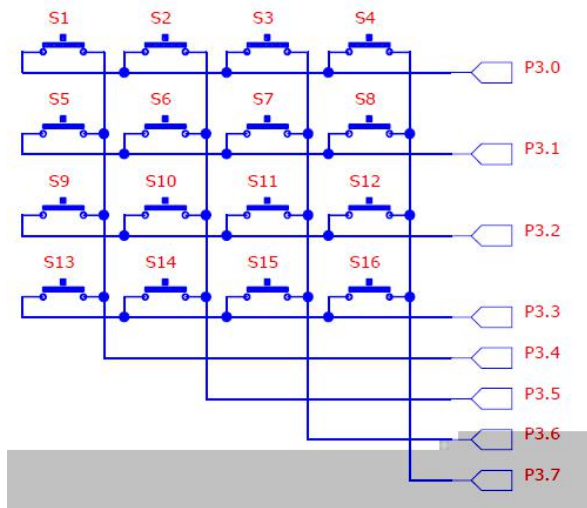 S1 S2 S3 S4
P3.0
S5 S6 S7 S8
P3.1
S9 S10 S11 S12
P3.2
S13 S14 S15 S16
P3.3
P3.4
P3.5
P3.6
P3.7